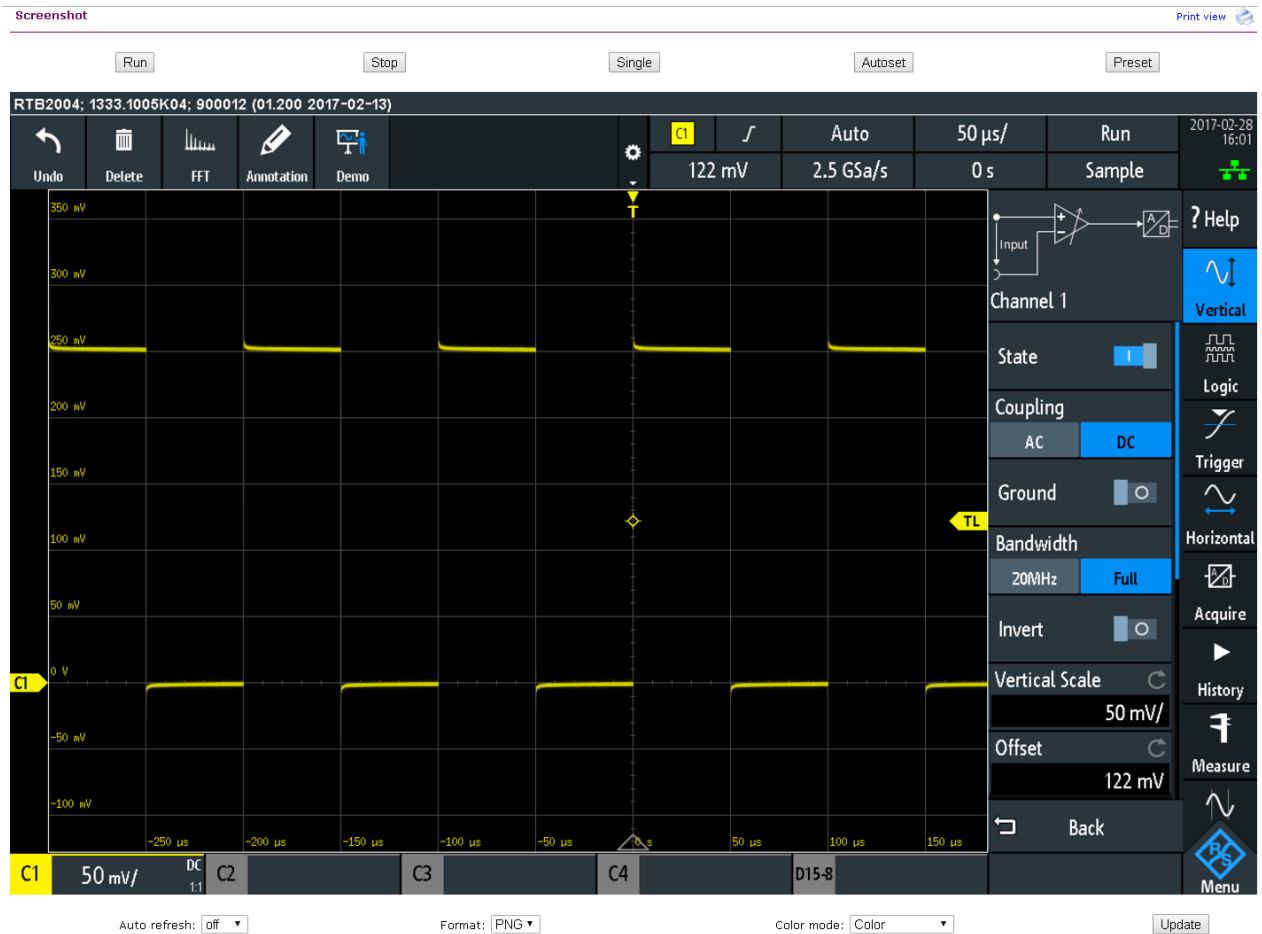 Screenshot
Print view
Run Stop Single Autoset Preset
RTB2004; 1333.1005K04; 900012 (01.200 2017-02-13)
Undo Delete FFT Annotation Demo
C1 Auto 50 µs/ Run
122 mV 2.5 GSa/s 0 s Sample
2017-02-28
16:01
350 mV
300 mV
250 mV
200 mV
150 mV
100 mV
50 mV
0 V
-50 mV
-100 mV
T
TL
C1
-250 µs -200 µs -150 µs -100 µs -50 µs 0 s 50 µs 100 µs 150 µs
Input
+
-
A/D
Channel 1
State
I
Coupling
AC DC
Ground
Bandwidth
20MHz Full
Invert
Vertical Scale
50 mV/
Offset
122 mV
Back
? Help
Vertical
Logic
Trigger
Horizontal
A/D
Acquire
History
Measure
R/S
Menu
C1 50 mV/ DC
1:1
C2 C3 C4 D15-8
Auto refresh: off Format: PNG Color mode: Color Update